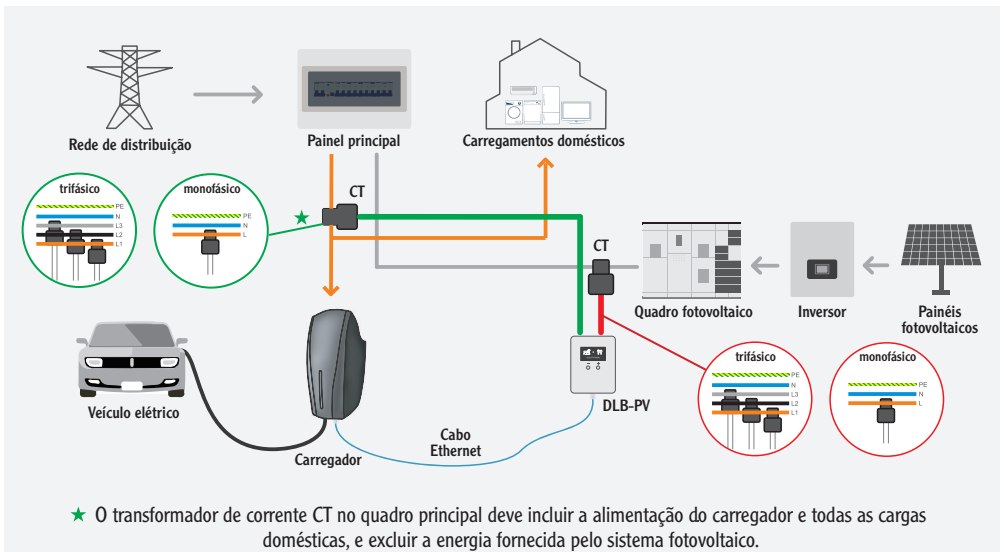 Rede de distribuição
Painel principal
Carregamentos domésticos
trifásico
PE
N
L3
L2
L1
monofásico
PE
N
L
CT
CT
Quadro fotovoltaico
Inversor
Painéis
fotovoltaicos
Veículo elétrico
Carregador
Cabo
Ethernet
DLB-PV
trifásico
PE
N
L3
L2
L1
monofásico
PE
N
L
★ O transformador de corrente CT no quadro principal deve incluir a alimentação do carregador e todas as cargas
domésticas, e excluir a energia fornecida pelo sistema fotovoltaico.